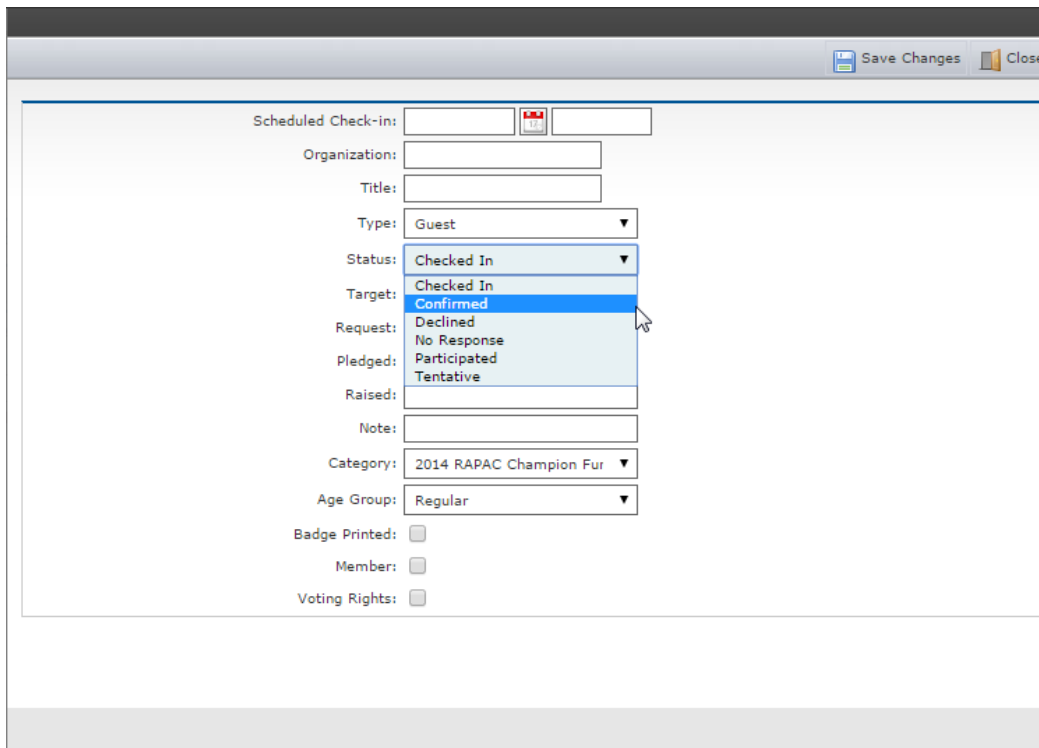 Save Changes Close
Scheduled Check-in:
Organization:
Title:
Type: Guest
Status: Checked In
Checked In
Target:
Confirmed
Declined
Request:
No Response
Pledged: Participated
Tentative
Raised:
Note:
Category: 2014 RAPAC Champion Fur
Age Group: Regular
Badge Printed:
Member:
Voting Rights: